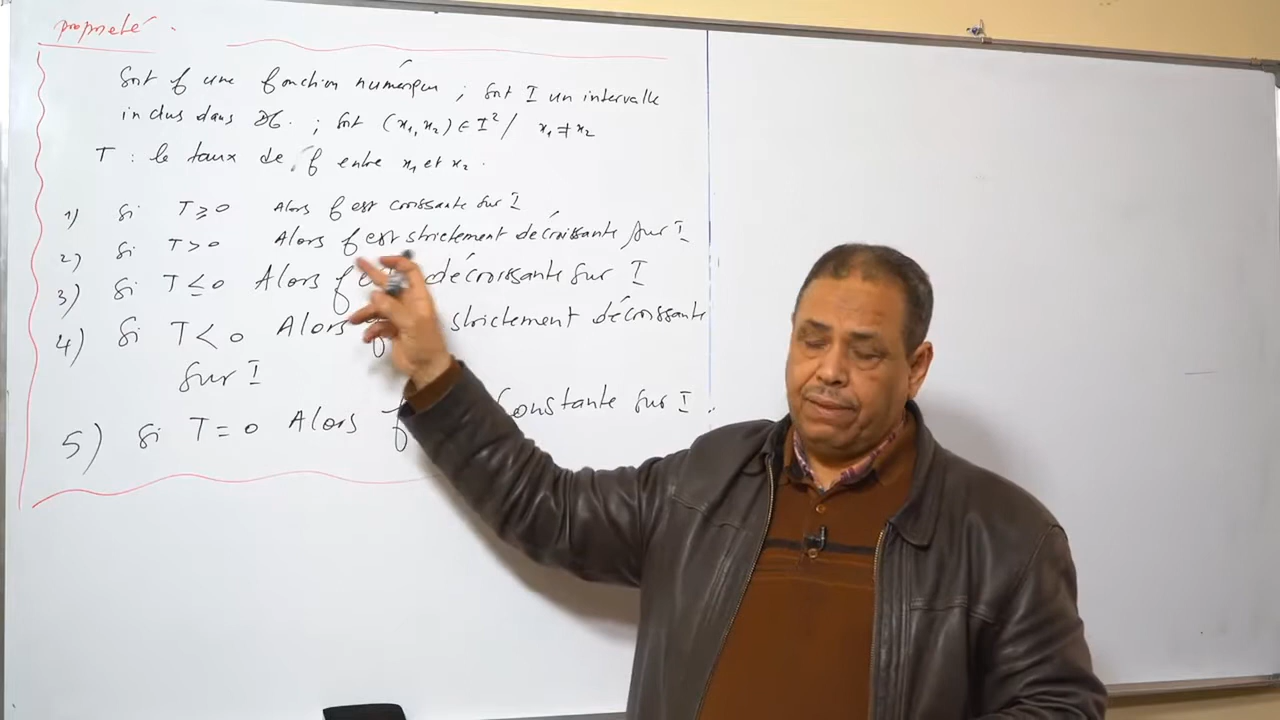 propriété.
Soit f une fonction numérique ; soit I un intervalle
inclus dans Df. ; soit (x₁,x₂) ∈ I² / x₁ ≠ x₂
T : le taux de f entre x₁ et x₂.
1) Si T ≥ 0 Alors f est croissante sur I
2) Si T > 0 Alors f est strictement décroissante sur I
3) Si T ≤ 0 Alors f décroissante sur I
4) Si T < 0 Alors strictement décroissante
sur I
5) Si T = 0 Alors f constante sur I.